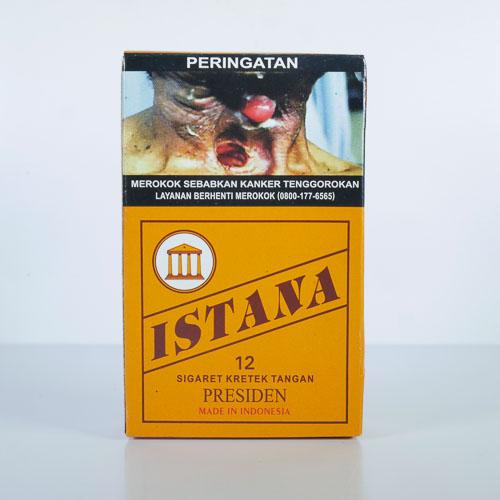 PERINGATAN
MEROKOK SEBABKAN KANKER TENGGOROKAN
LAYANAN BERHENTI MEROKOK (0800-177-6565)
ISTANA
12
SIGARET KRETEK TANGAN
PRESIDEN
MADE IN INDONESIA